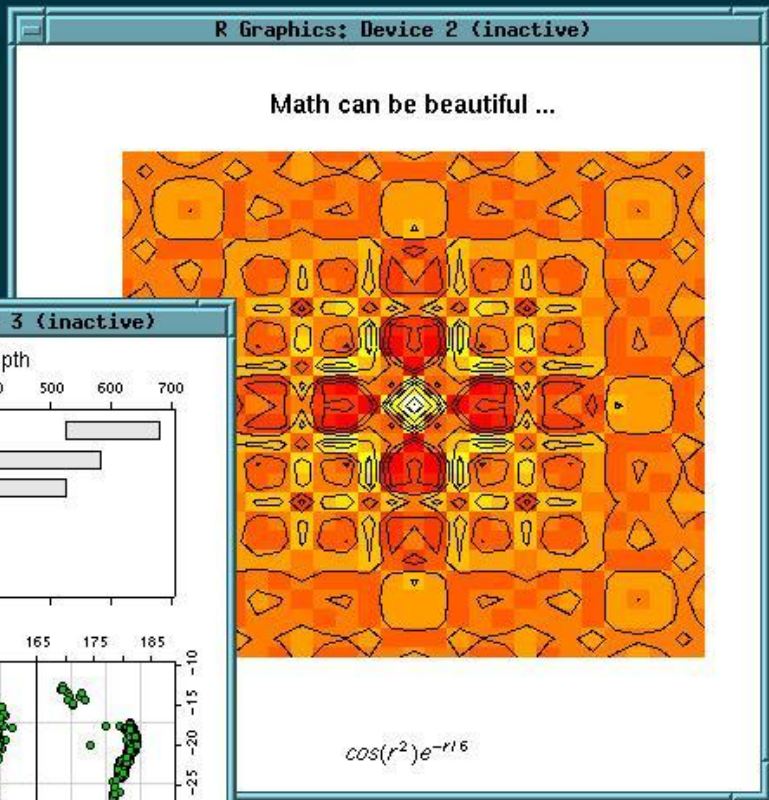 R Graphics: Device 2 (inactive)
Math can be beautiful ...
3 (inactive)
pth
0 500 600 700
165 175 185
-10
-15
-20
-25
cos(r²)e^{-r/6}